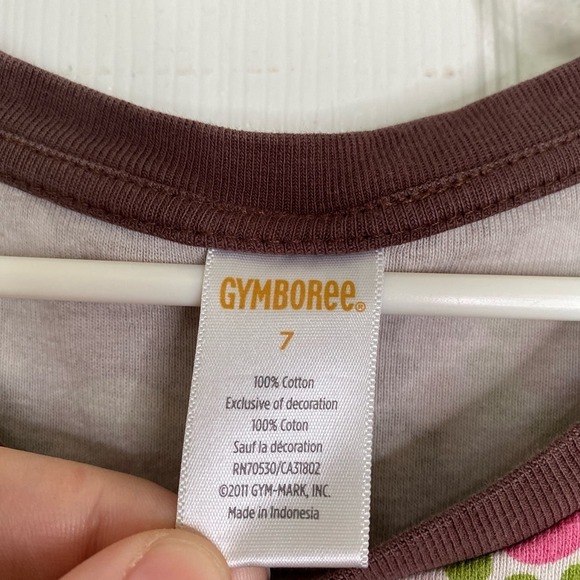 GYMBOREE®
7
100% Cotton
Exclusive of decoration
100% Coton
Sauf la décoration
RN70530/CA31802
©2011 GYM-MARK, INC.
Made in Indonesia